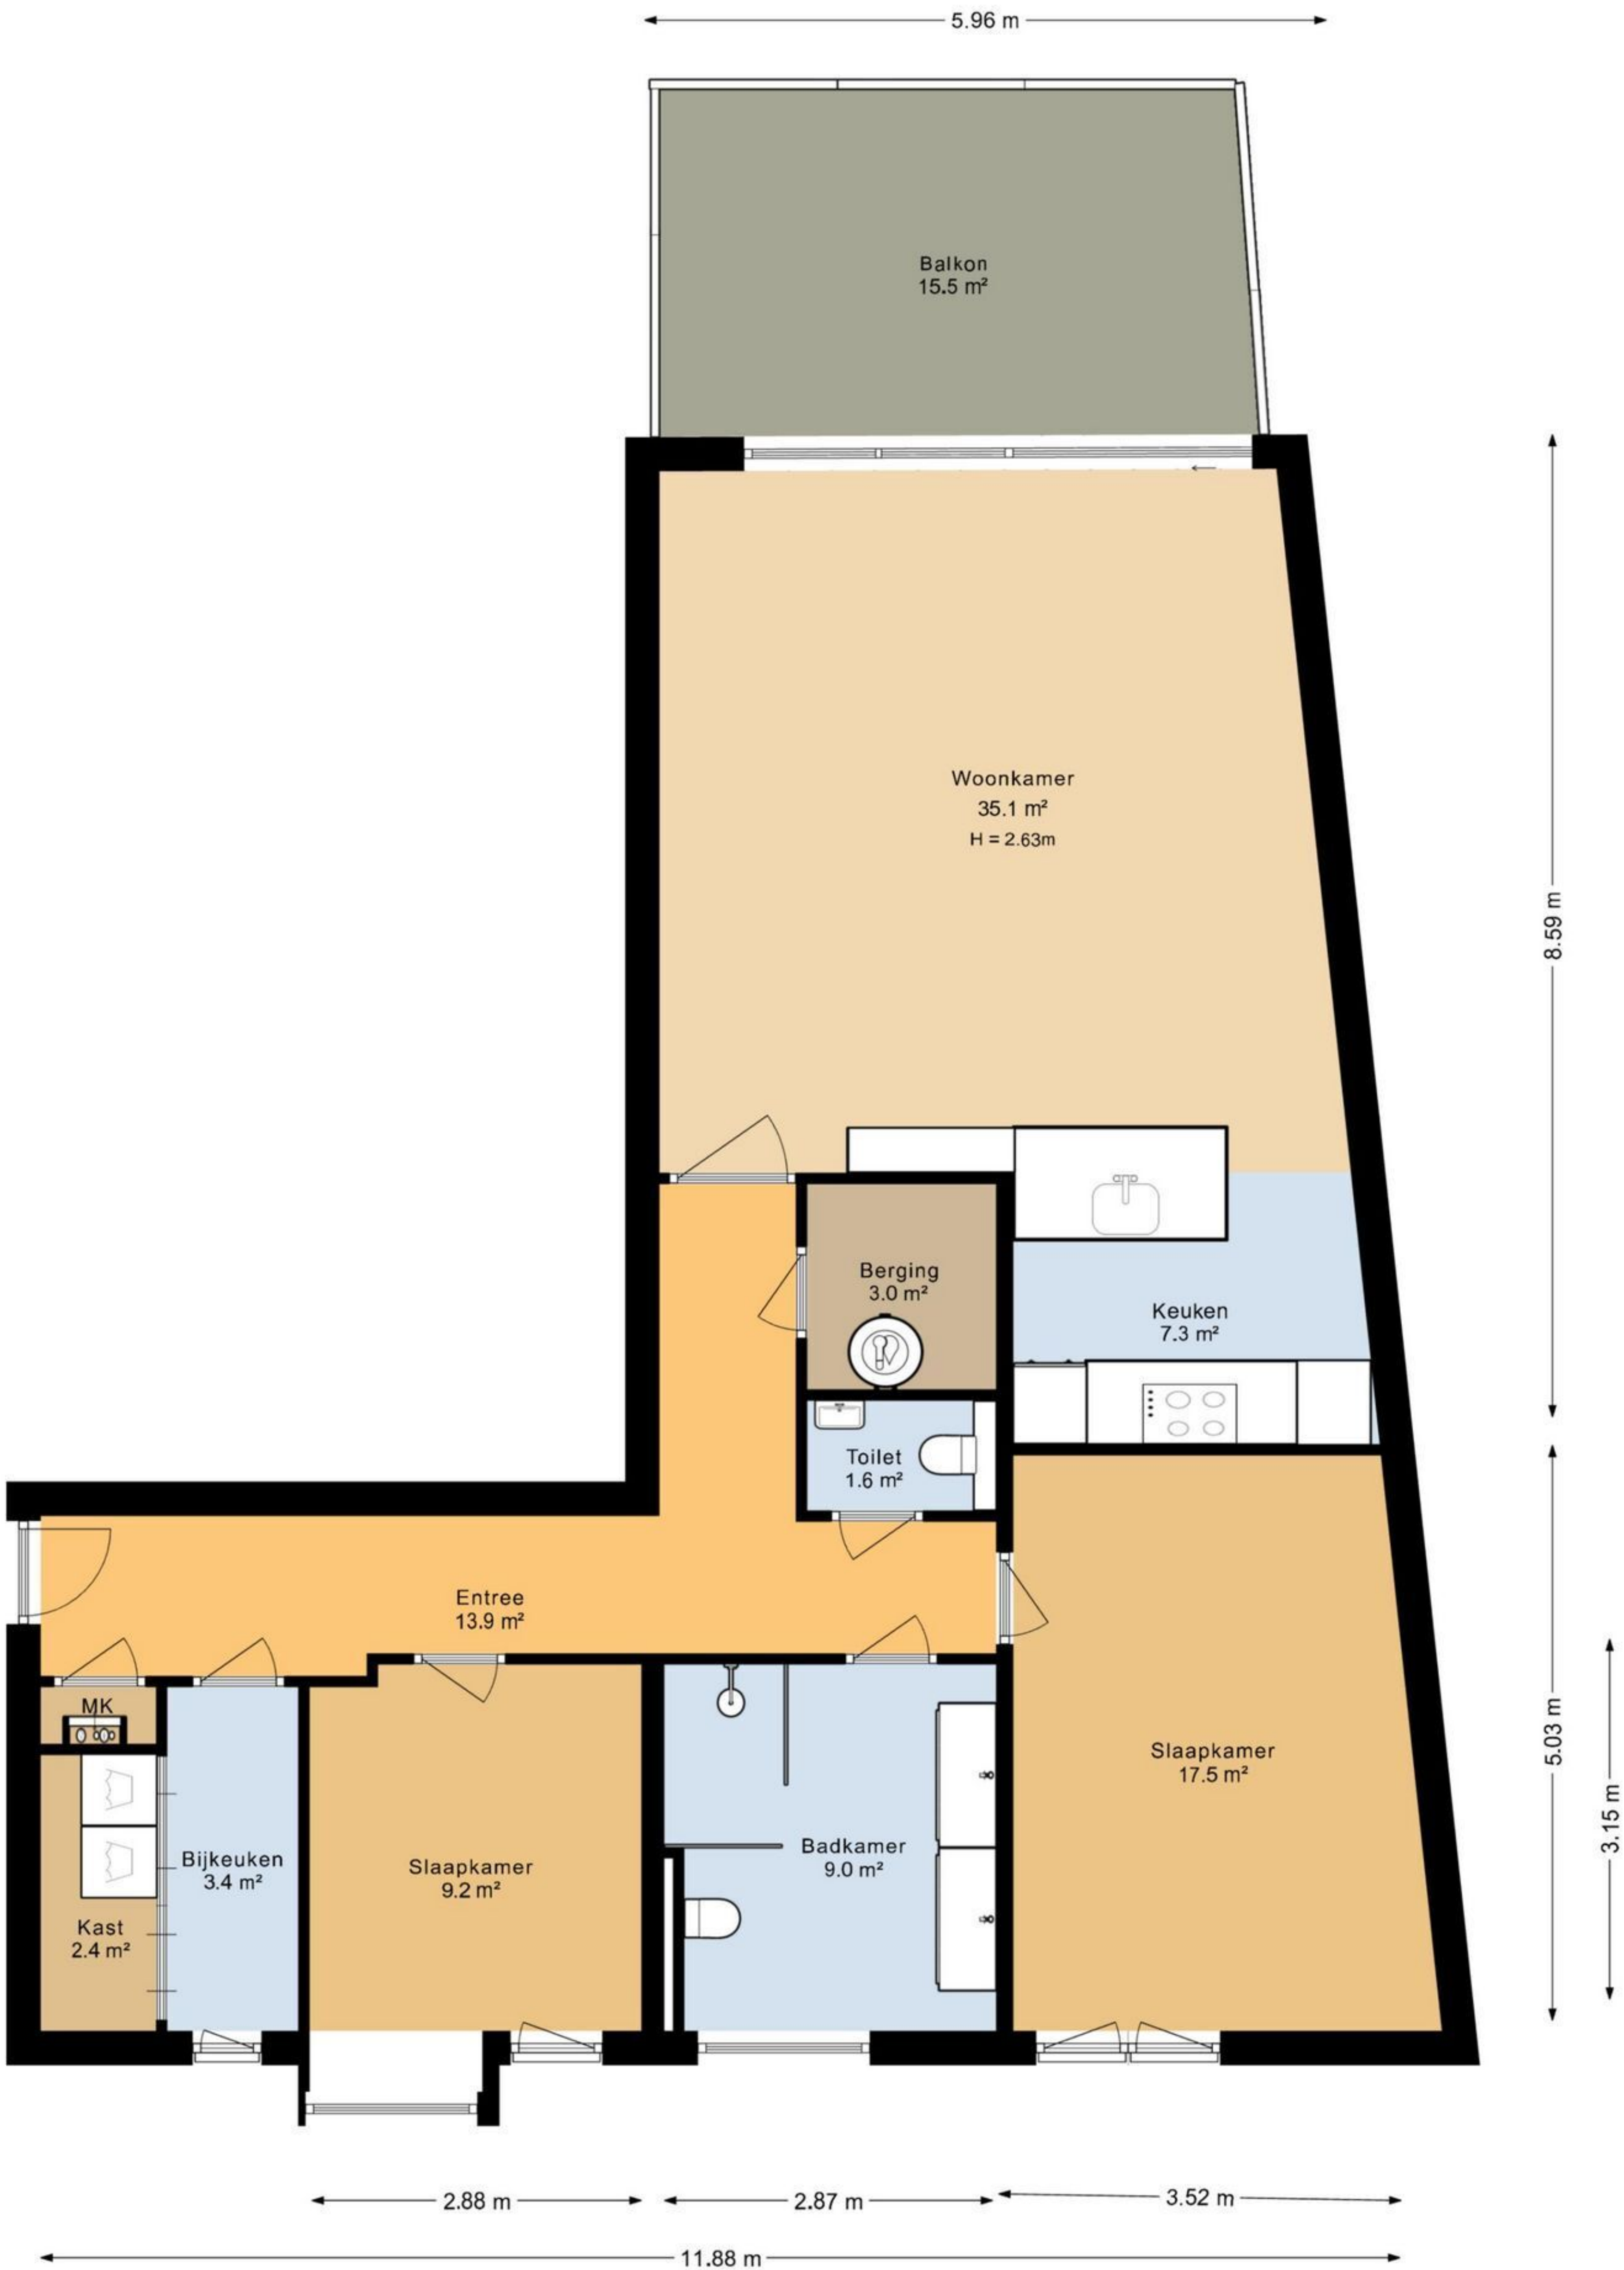 5.96 m
Balkon
15.5 m²
Woonkamer
35.1 m²
H = 2.63m
8.59 m
Berging
3.0 m²
Keuken
7.3 m²
Toilet
1.6 m²
Entree
13.9 m²
MK
Slaapkamer
17.5 m²
5.03 m
3.15 m
Badkamer
9.0 m²
Bijkeuken
3.4 m²
Slaapkamer
9.2 m²
Kast
2.4 m²
2.88 m
2.87 m
3.52 m
11.88 m